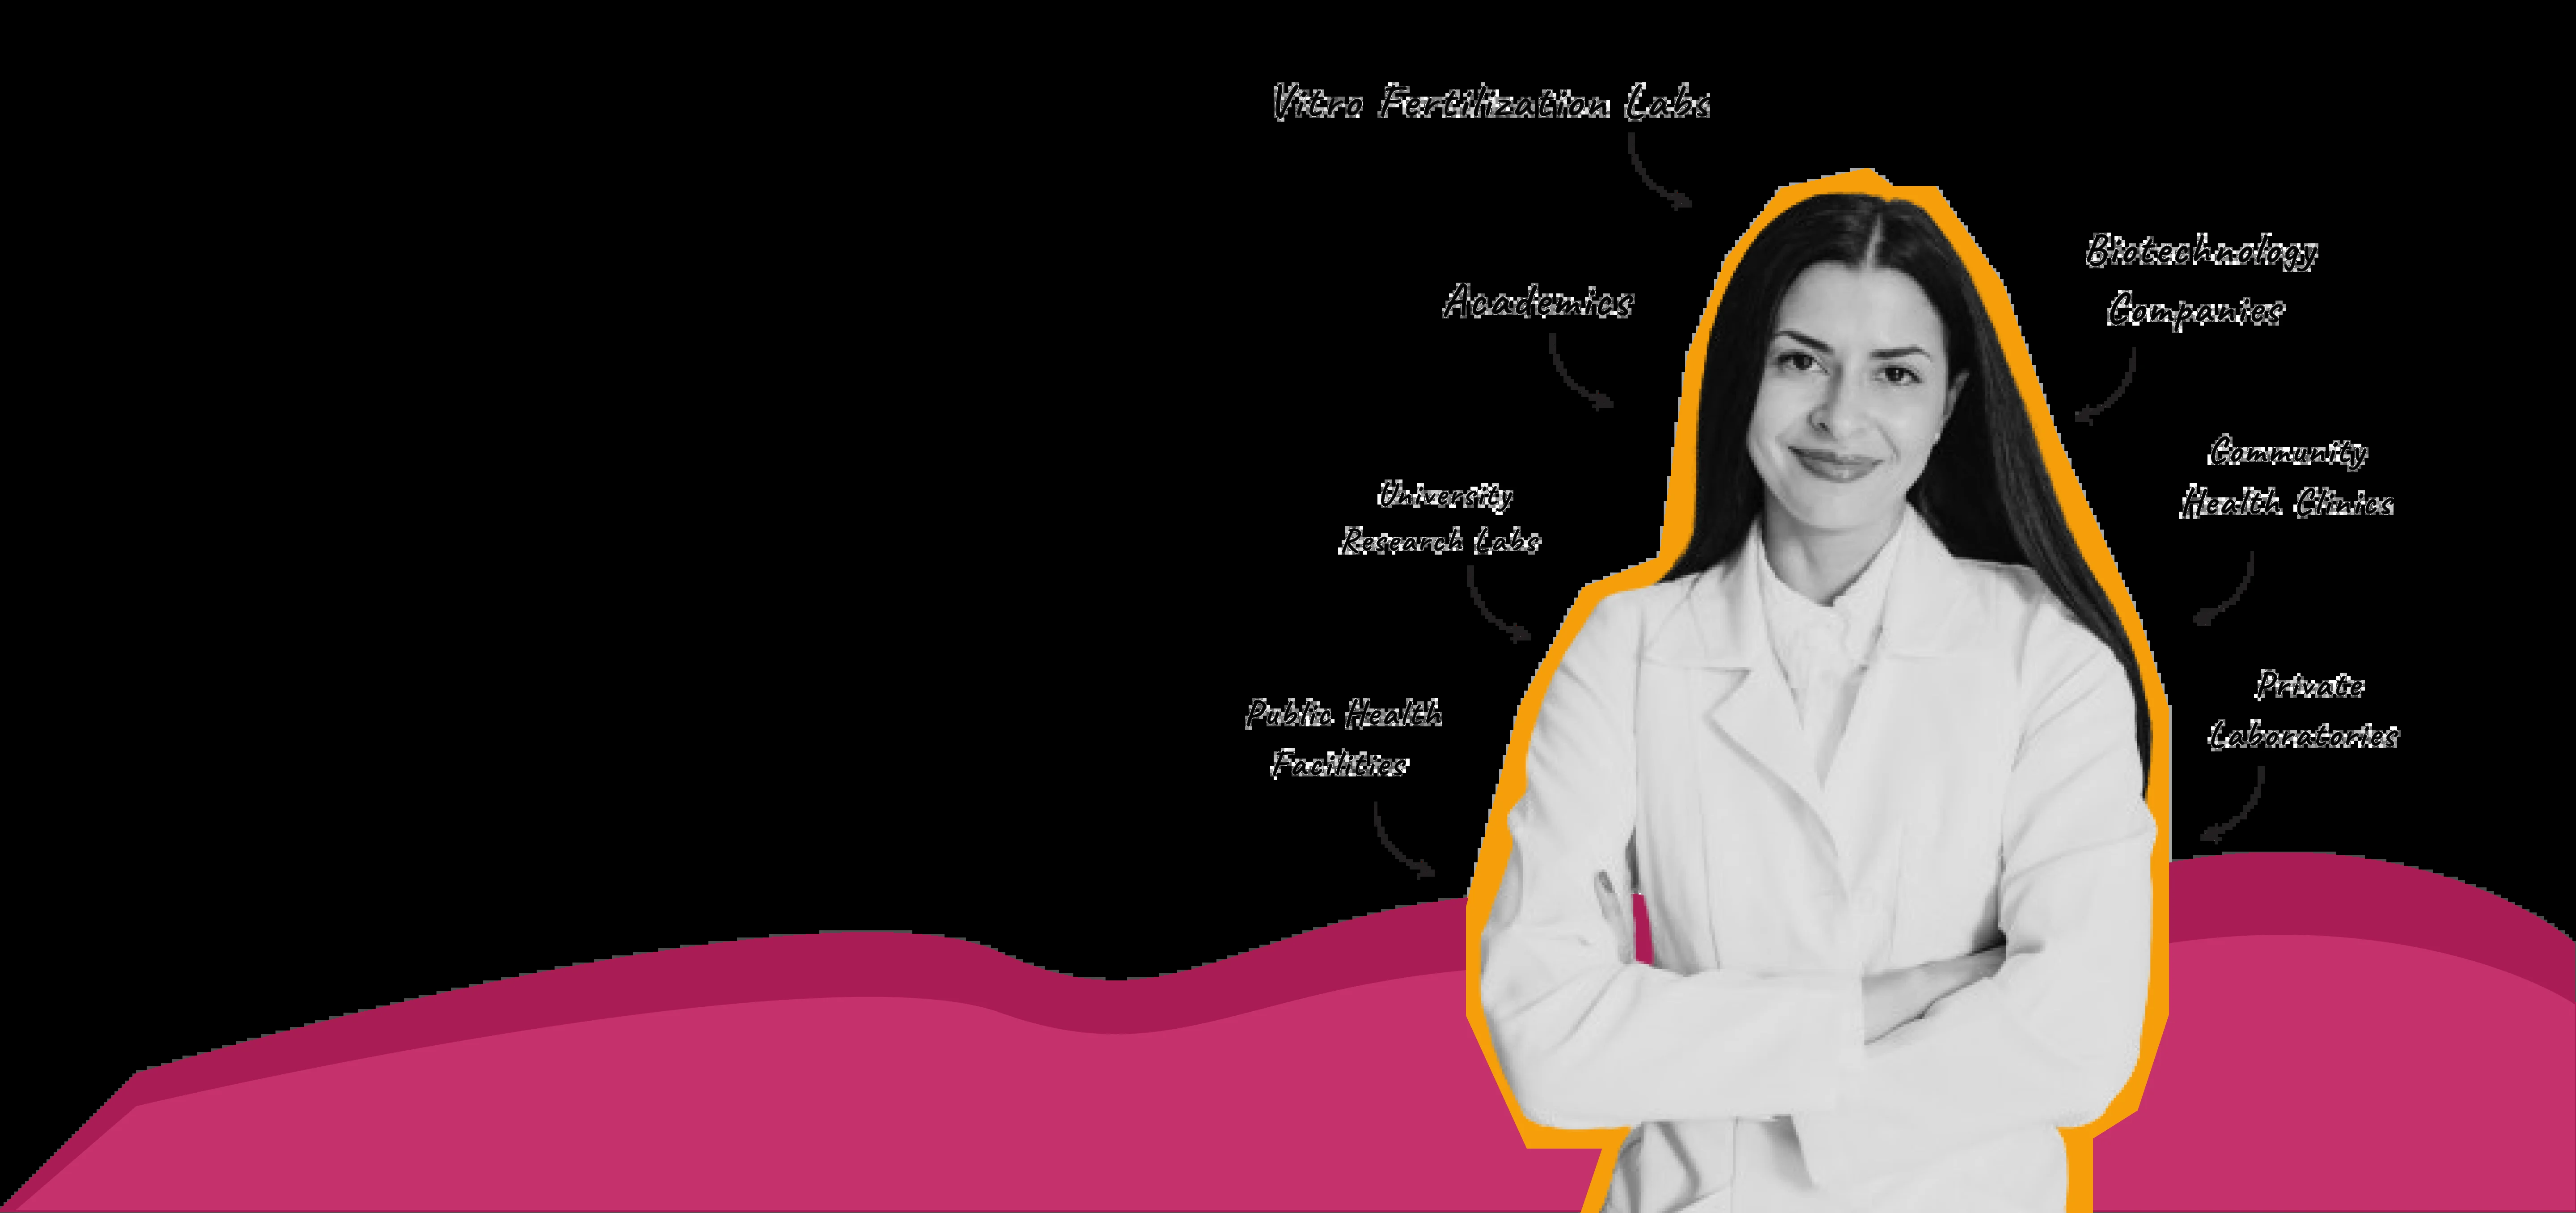 Vitro Fertilization Labs
Academics
University
Research Labs
Public Health
Facilities
Biotechnology
Companies
Community
Health Clinics
Private
Laboratories